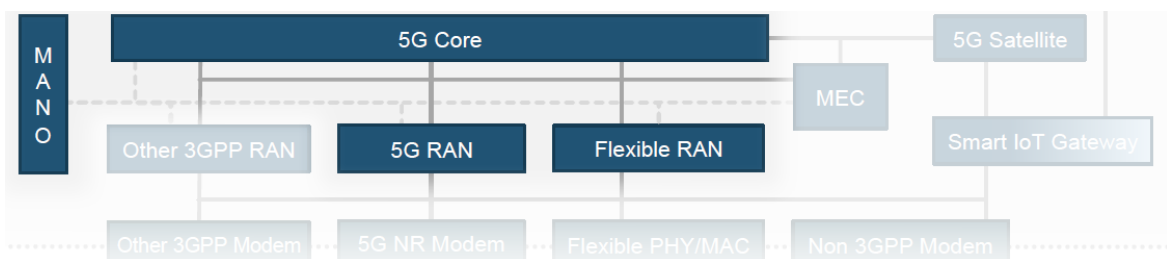 MANO
5G Core
5G Satellite
MEC
Other 3GPP RAN
5G RAN
Flexible RAN
Smart IoT Gateway
Other 3GPP Modem
5G NR Modem
Flexible PHY/MAC
Non 3GPP Modem